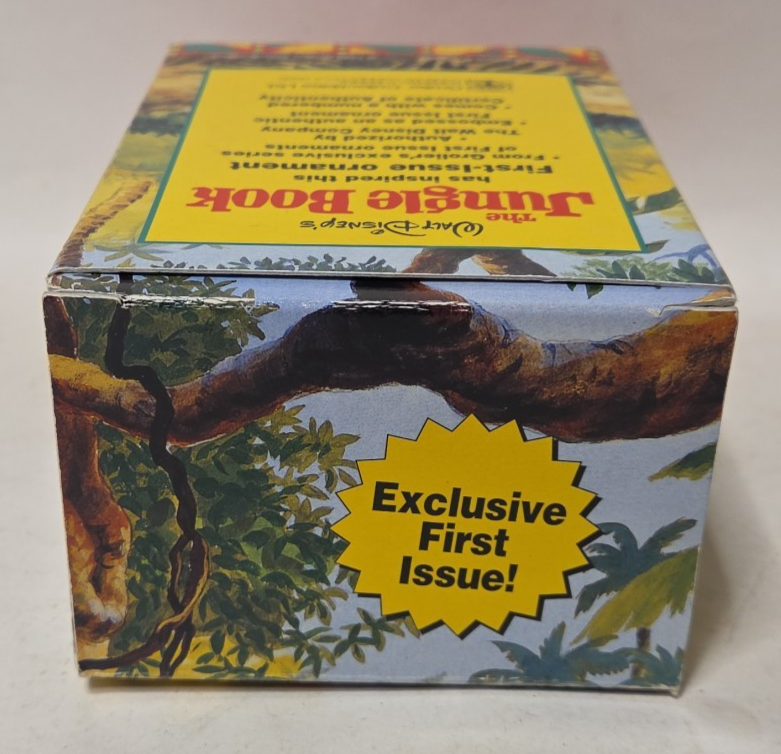 WALT DISNEY'S
The
Jungle Book
has inspired this
First-Issue ornament
• From Grolier's exclusive series
of First Issue ornaments
• Authorized by
The Walt Disney Company
• Embossed as an authentic
First Issue ornament
• Comes with a numbered
Certificate of Authenticity
Exclusive
First
Issue!